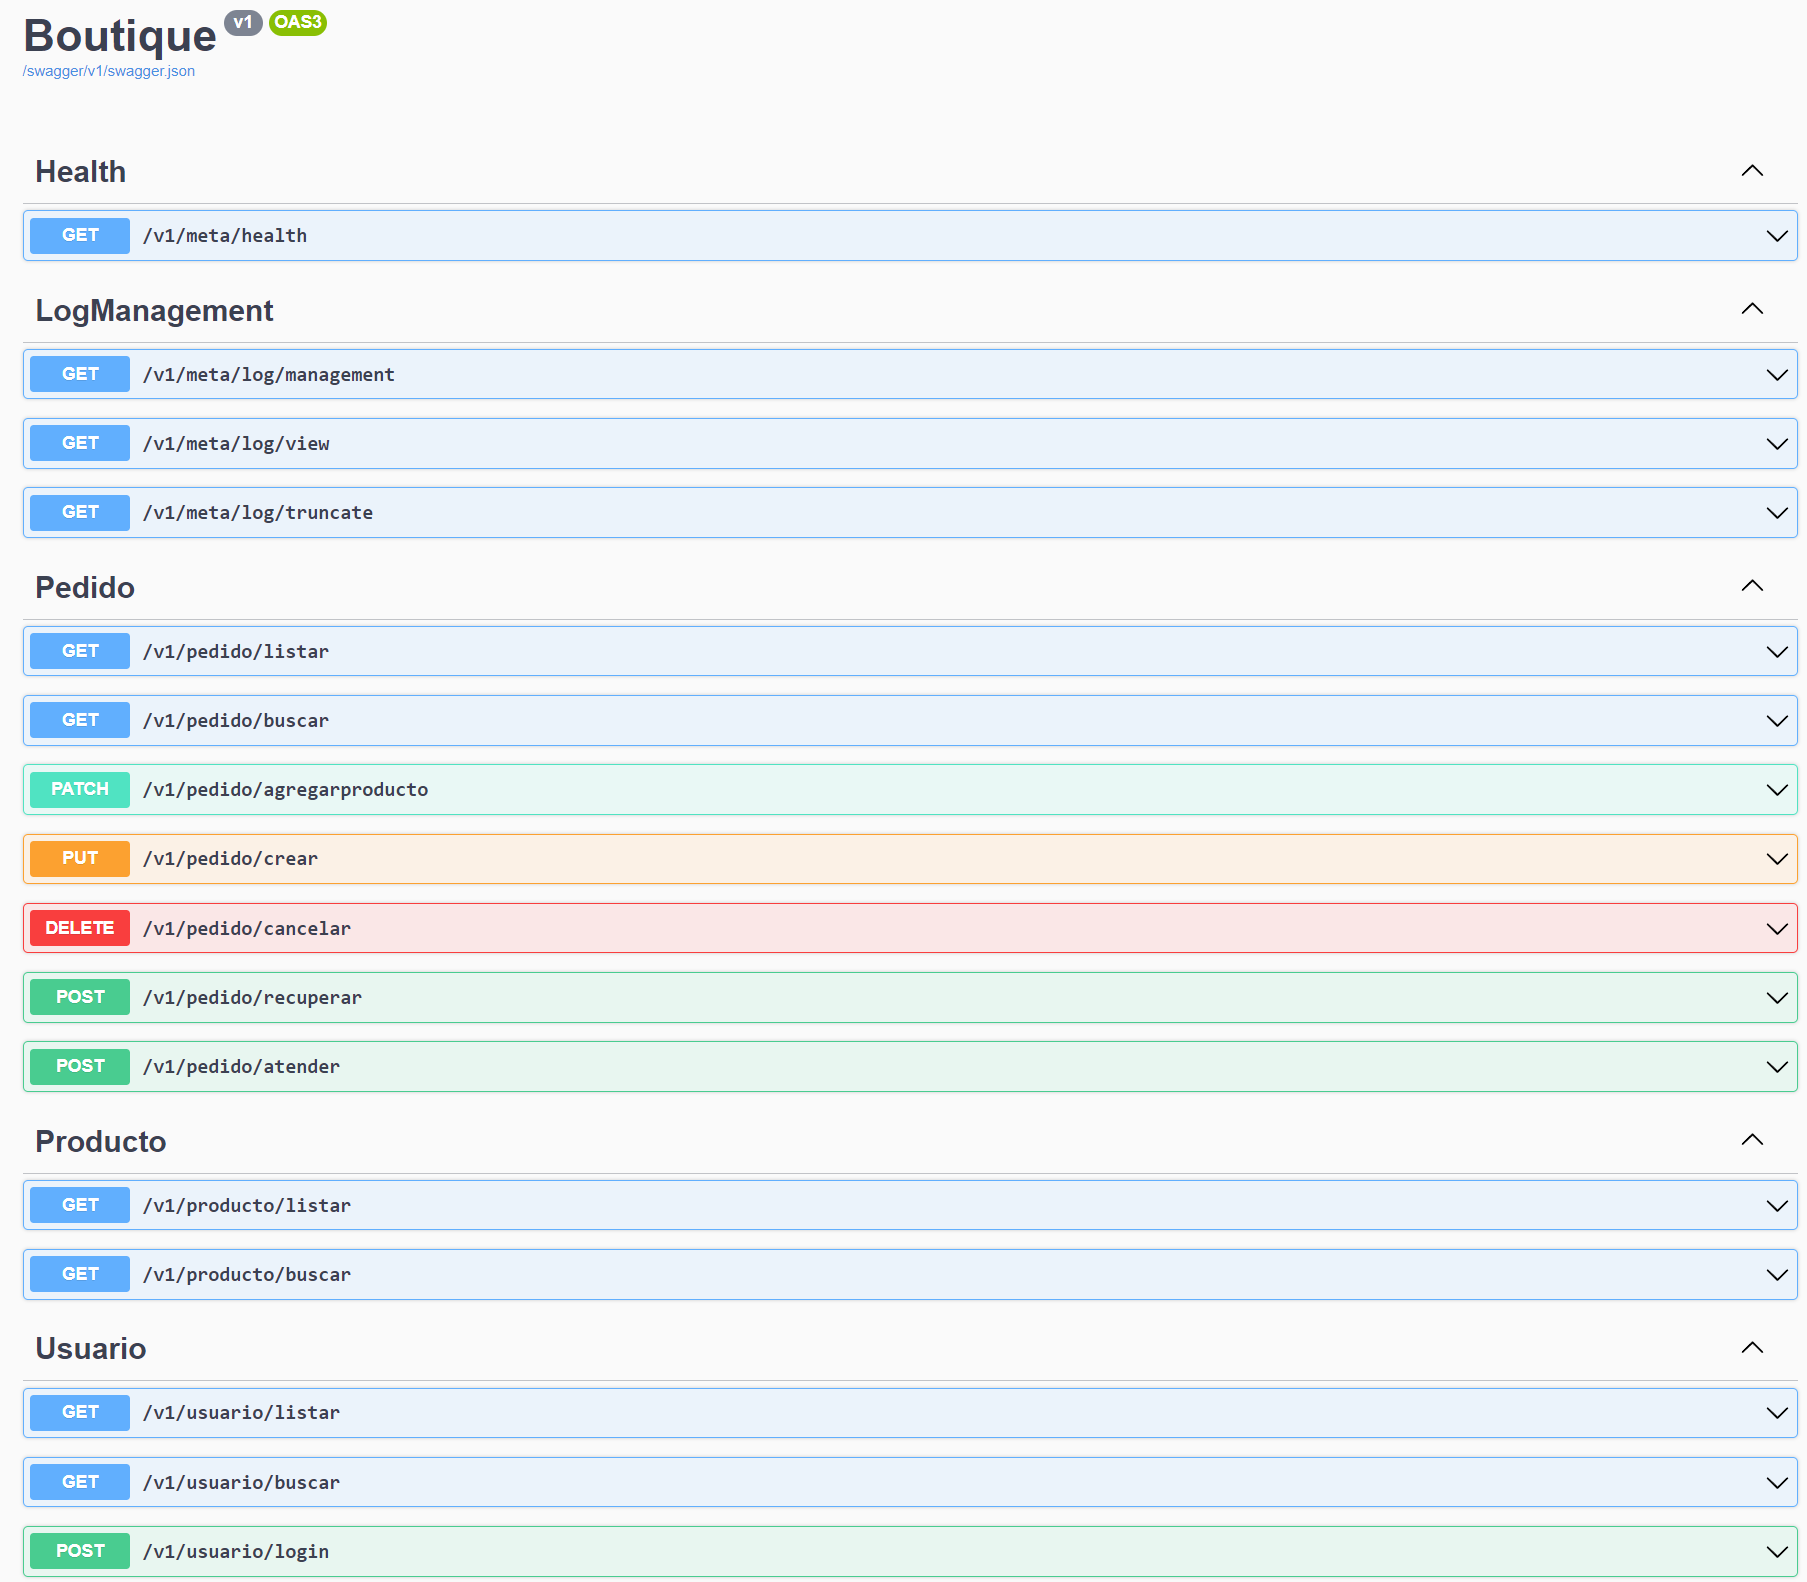 Boutique v1 OAS3
/swagger/v1/swagger.json
Health
GET /v1/meta/health
LogManagement
GET /v1/meta/log/management
GET /v1/meta/log/view
GET /v1/meta/log/truncate
Pedido
GET /v1/pedido/listar
GET /v1/pedido/buscar
PATCH /v1/pedido/agregarproducto
PUT /v1/pedido/crear
DELETE /v1/pedido/cancelar
POST /v1/pedido/recuperar
POST /v1/pedido/atender
Producto
GET /v1/producto/listar
GET /v1/producto/buscar
Usuario
GET /v1/usuario/listar
GET /v1/usuario/buscar
POST /v1/usuario/login